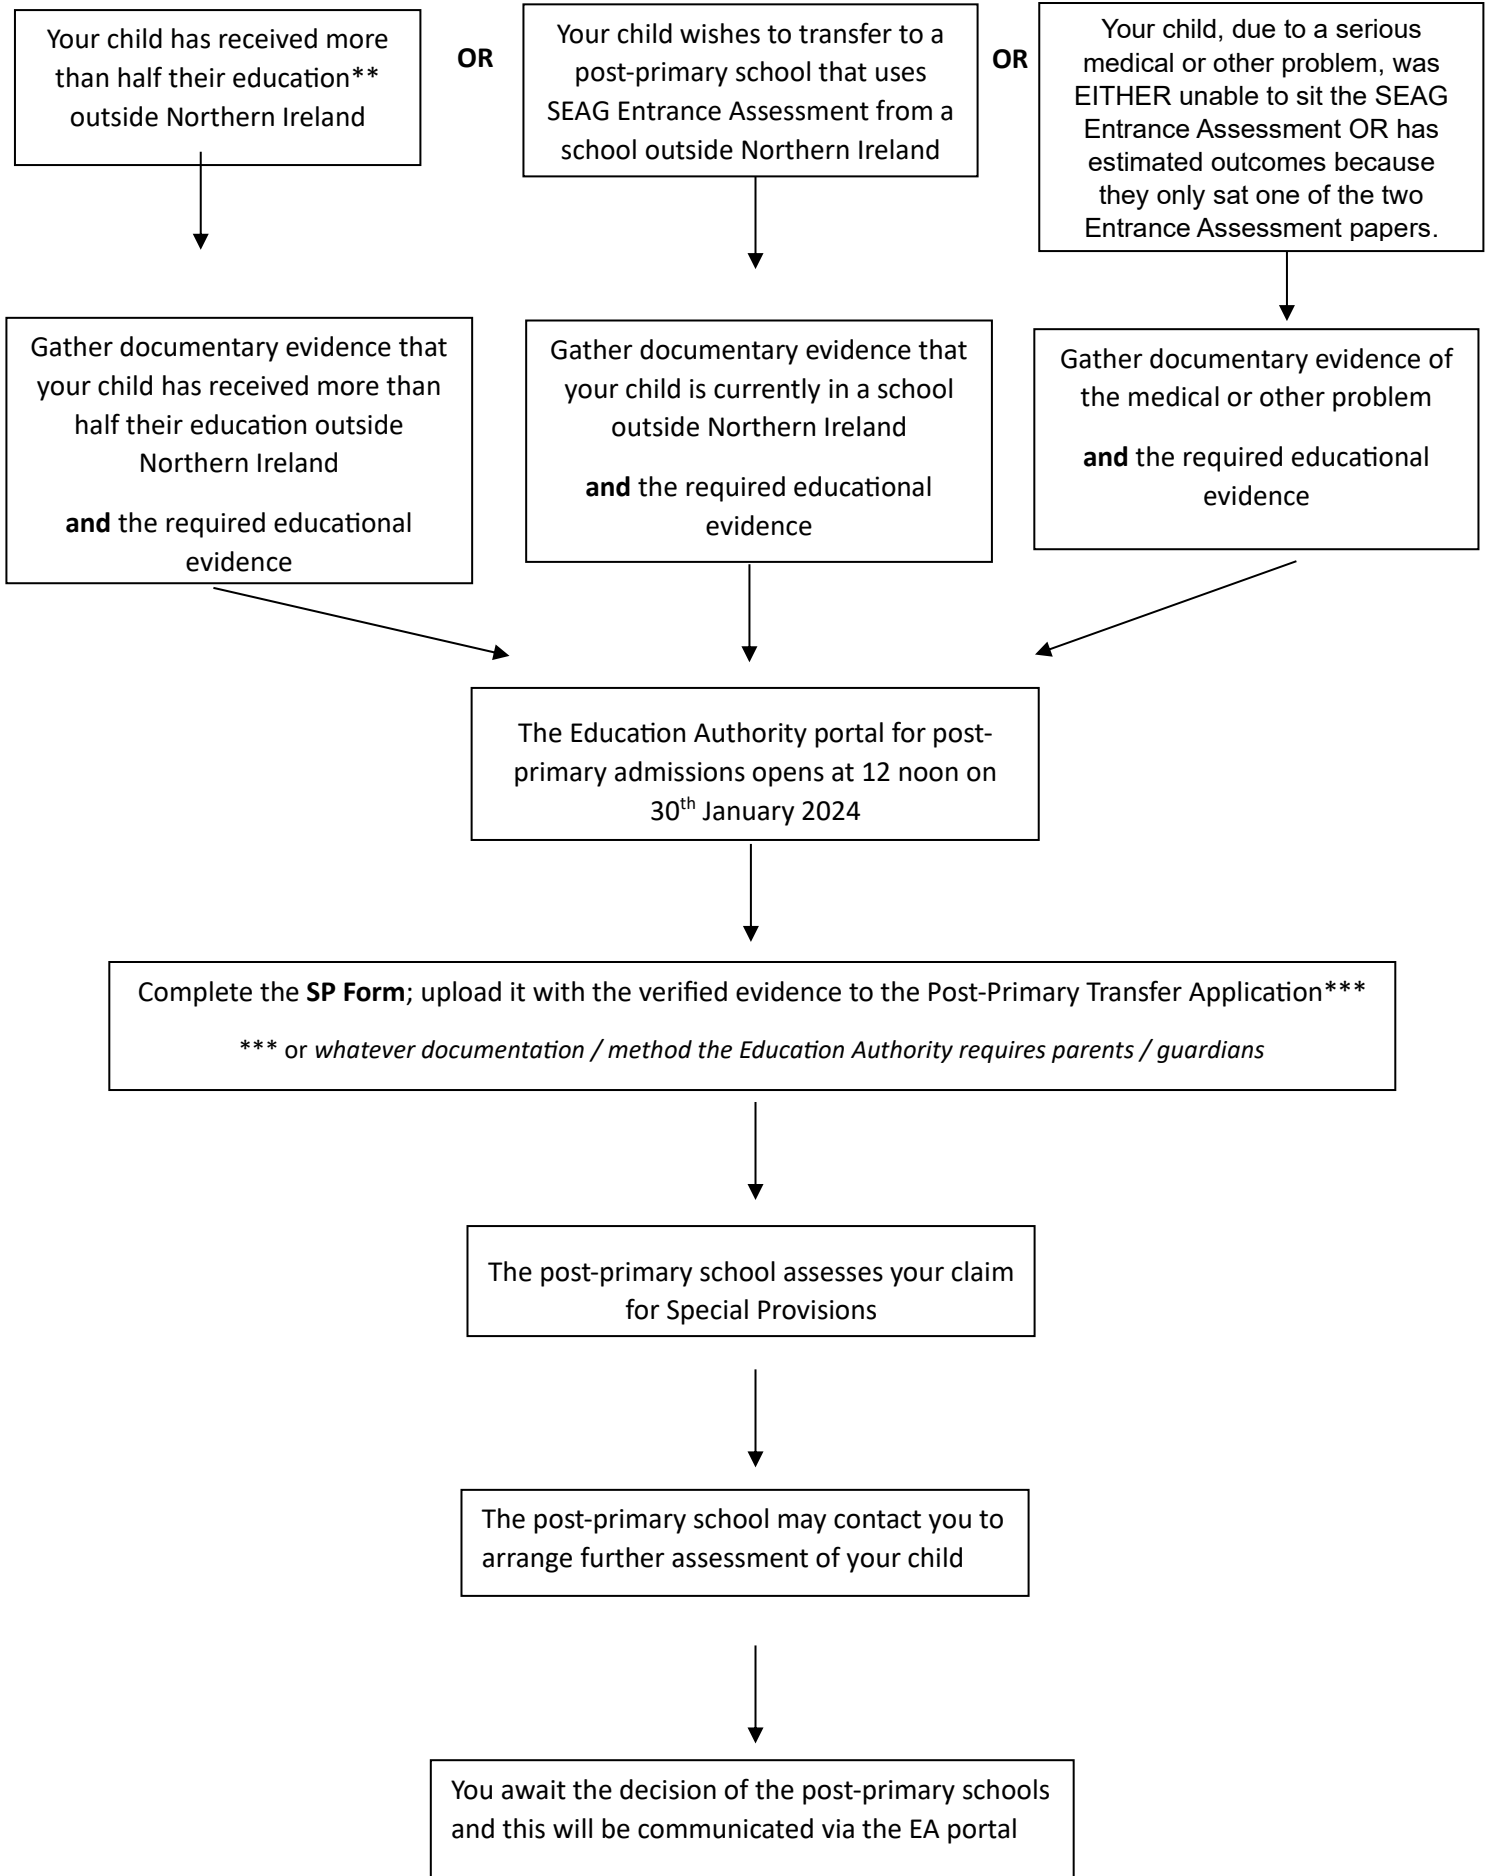 Your child has received more
than half their education**
outside Northern Ireland
OR
Your child wishes to transfer to a
post-primary school that uses
SEAG Entrance Assessment from a
school outside Northern Ireland
OR
Your child, due to a serious
medical or other problem, was
EITHER unable to sit the SEAG
Entrance Assessment OR has
estimated outcomes because
they only sat one of the two
Entrance Assessment papers.
Gather documentary evidence that
your child has received more than
half their education outside
Northern Ireland
and the required educational
evidence
Gather documentary evidence that
your child is currently in a school
outside Northern Ireland
and the required educational
evidence
Gather documentary evidence of
the medical or other problem
and the required educational
evidence
The Education Authority portal for post-
primary admissions opens at 12 noon on
30th January 2024
Complete the SP Form; upload it with the verified evidence to the Post-Primary Transfer Application***
*** or whatever documentation / method the Education Authority requires parents / guardians
The post-primary school assesses your claim
for Special Provisions
The post-primary school may contact you to
arrange further assessment of your child
You await the decision of the post-primary schools
and this will be communicated via the EA portal